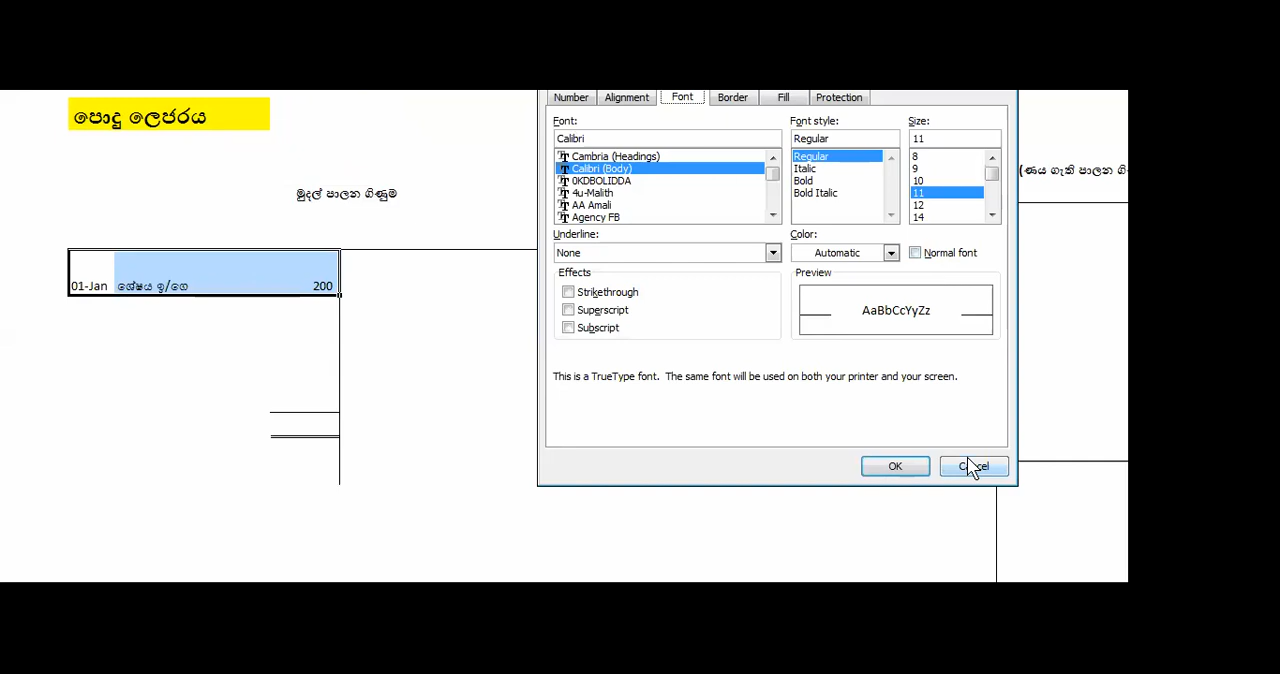 පොදු ලෙජරය
මුදල් පාලන ගිණුම
01-Jan ශේෂය ඉ/ගෙ 200
Number Alignment Font Border Fill Protection
Font: Font style: Size:
Calibri Regular 11
Cambria (Headings) Regular 8
Calibri (Body) Italic 9
0KDBOLIDDA Bold 10
4u-Malith Bold Italic 11
AA Amali 12
Agency FB 14
Underline: Color:
None Automatic Normal font
Effects Preview
Strikethrough
Superscript AaBbCcYyZz
Subscript
This is a TrueType font. The same font will be used on both your printer and your screen.
OK Cancel
(ණය ගැති පාලන